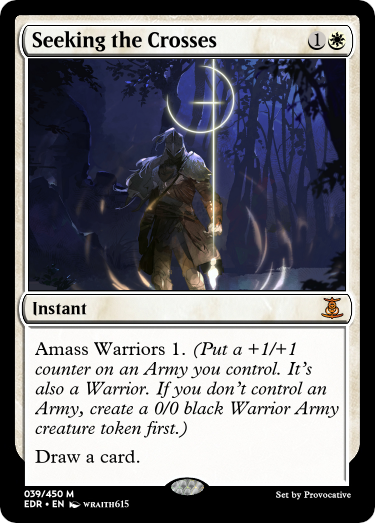 Seeking the Crosses 1
Instant
Amass Warriors 1. (Put a +1/+1
counter on an Army you control. It's
also a Warrior. If you don't control an
Army, create a 0/0 black Warrior Army
creature token first.)
Draw a card.
039/450 M
EDR • EN WRAITH615
Set by Provocative